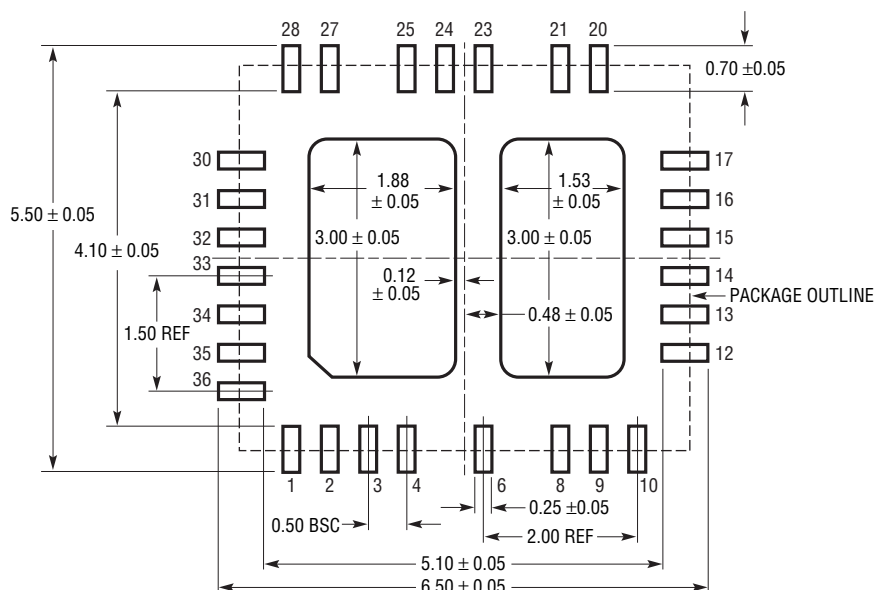 28 27 25 24 23 21 20
0.70 ±0.05
30
17
1.88
± 0.05
1.53
± 0.05
31
16
5.50 ± 0.05
32
3.00 ± 0.05
3.00 ± 0.05
15
4.10 ± 0.05
33
0.12
± 0.05
14
PACKAGE OUTLINE
34
0.48 ± 0.05
13
1.50 REF
35
12
36
1 2 3 4 6 8 9 10
0.25 ±0.05
0.50 BSC
2.00 REF
5.10 ± 0.05
6.50 ± 0.05